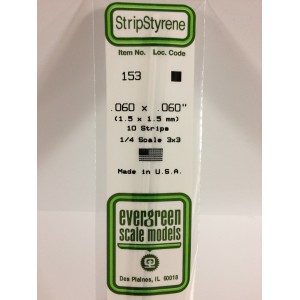 StripStyrene
Item No. Loc. Code
153
.060 x .060"
(1.5 x 1.5 mm)
10 Strips
1/4 Scale 3x3
Made in U.S.A.
evergreen
scale models
Des Plaines, IL 60018